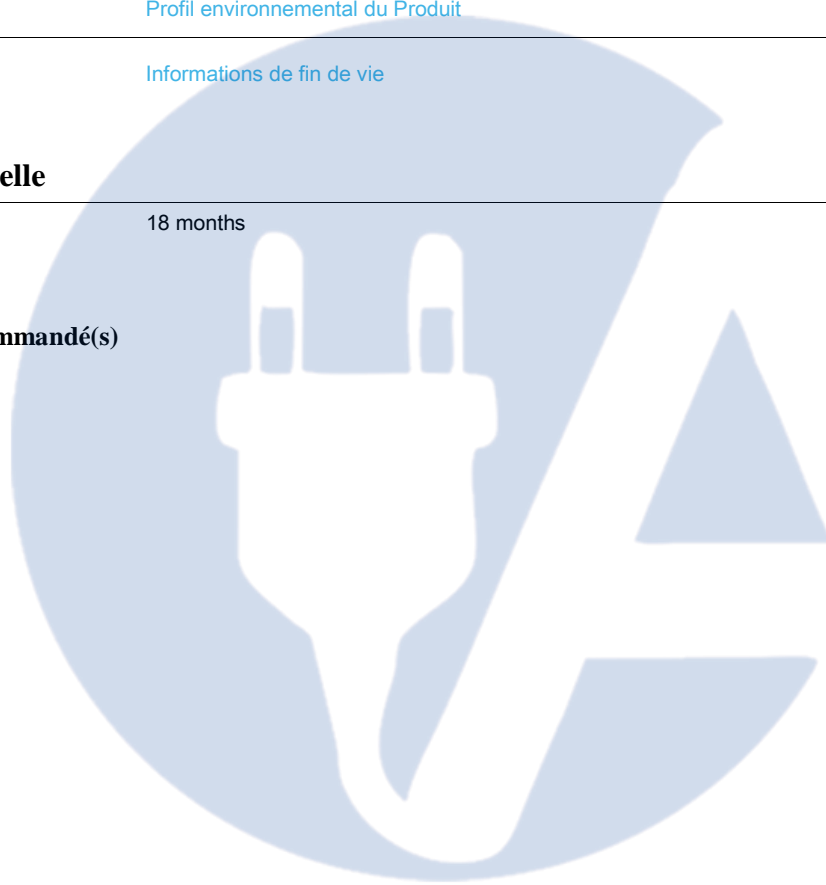 Profil environnemental du Produit
Informations de fin de vie
elle
18 months
mmandé(s)